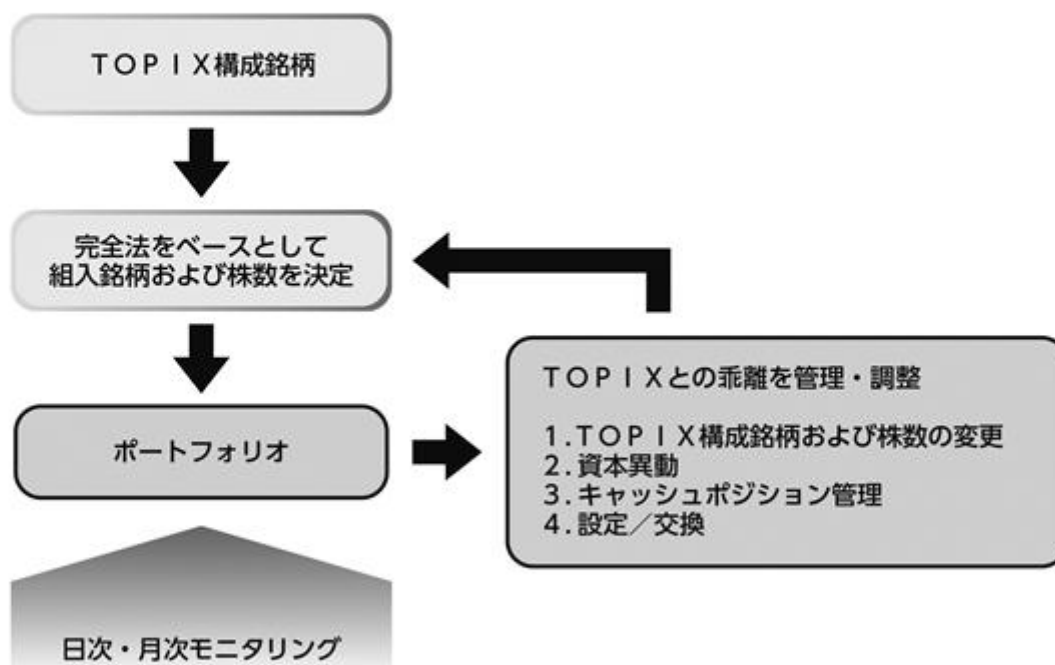 TOPIX構成銘柄
完全法をベースとして
組入銘柄および株数を決定
ポートフォリオ
TOPIXとの乖離を管理・調整
1.TOPIX構成銘柄および株数の変更
2.資本異動
3.キャッシュポジション管理
4.設定／交換
日次・月次モニタリング